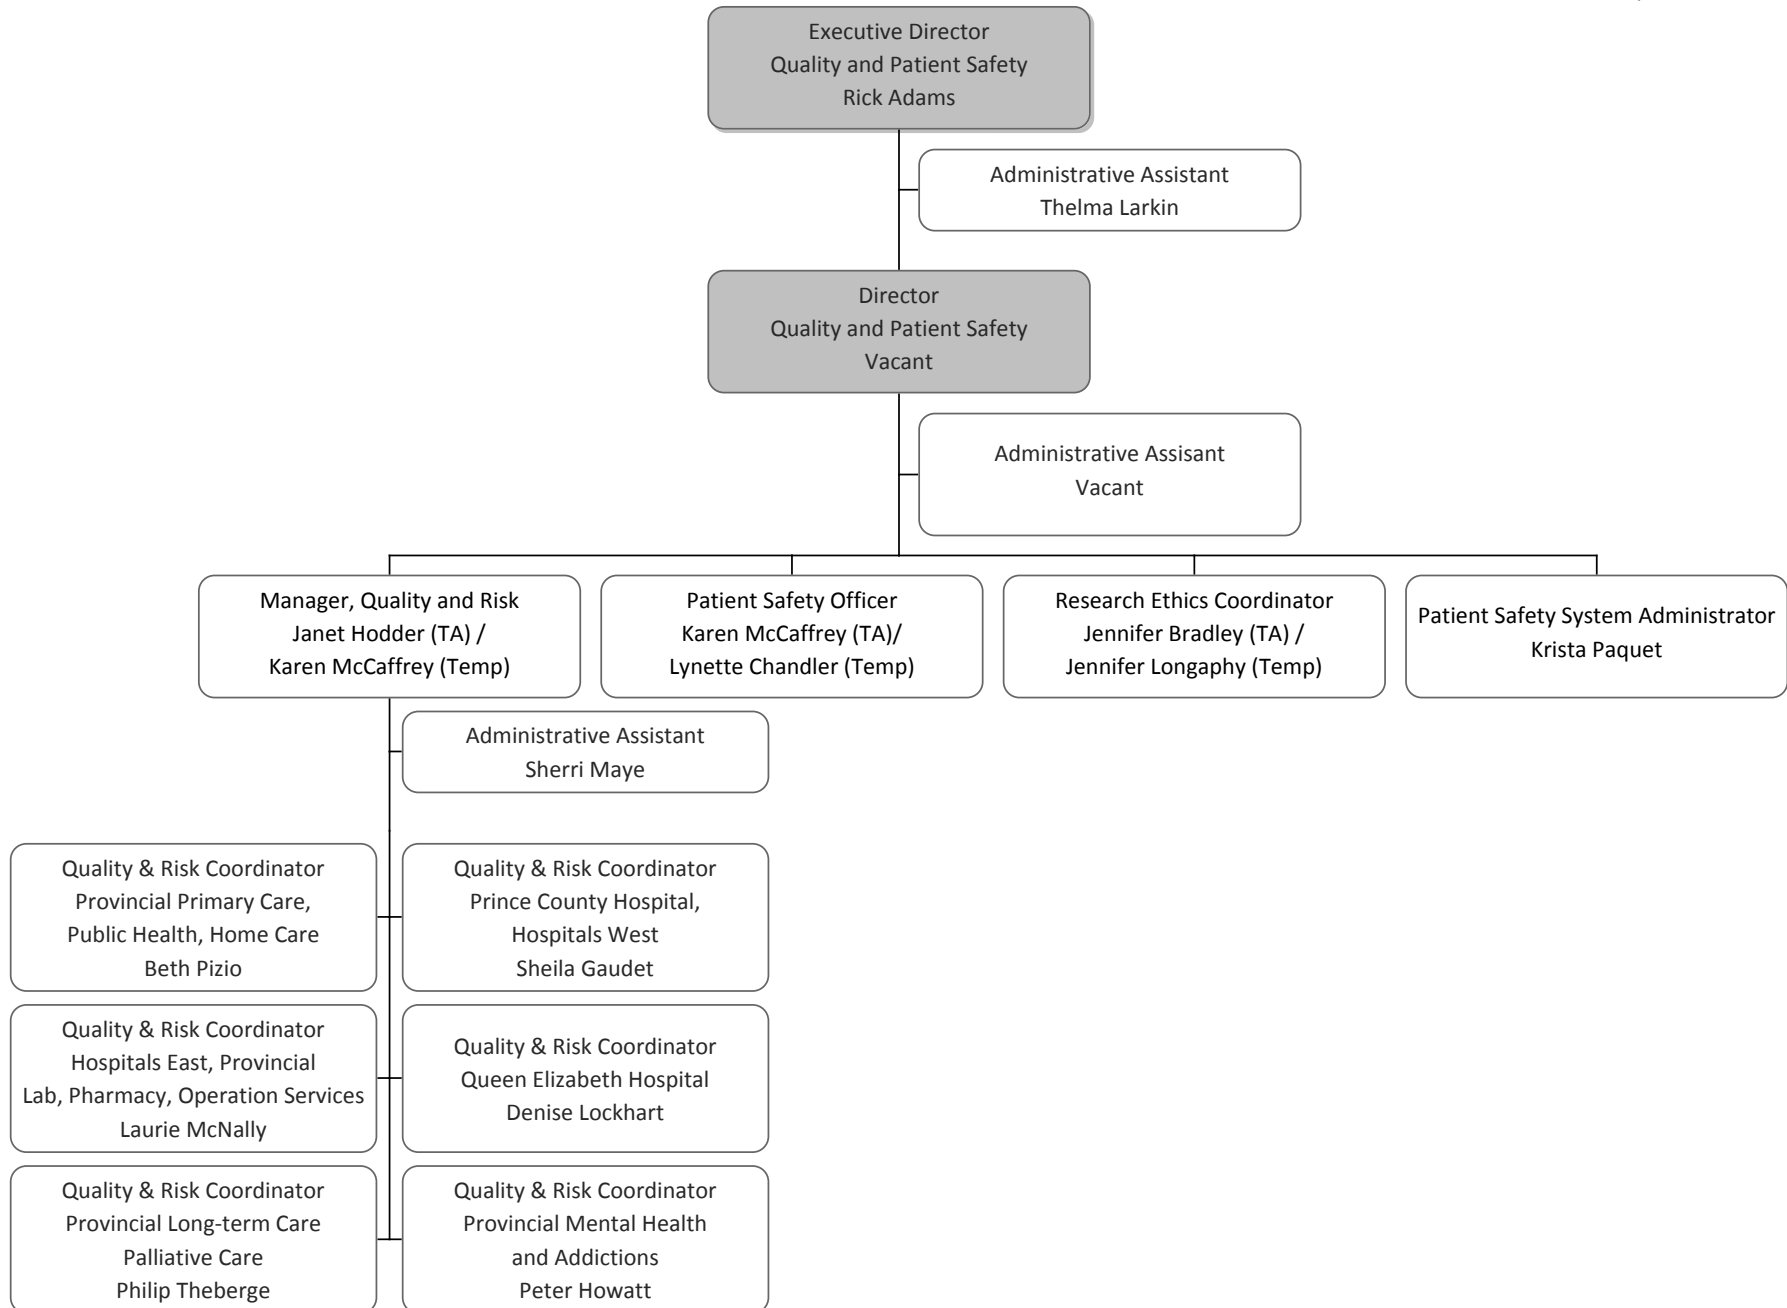 Executive Director
Quality and Patient Safety
Rick Adams
Administrative Assistant
Thelma Larkin
Director
Quality and Patient Safety
Vacant
Administrative Assisant
Vacant
Manager, Quality and Risk
Janet Hodder (TA) /
Karen McCaffrey (Temp)
Patient Safety Officer
Karen McCaffrey (TA)/
Lynette Chandler (Temp)
Research Ethics Coordinator
Jennifer Bradley (TA) /
Jennifer Longaphy (Temp)
Patient Safety System Administrator
Krista Paquet
Administrative Assistant
Sherri Maye
Quality & Risk Coordinator
Provincial Primary Care,
Public Health, Home Care
Beth Pizio
Quality & Risk Coordinator
Prince County Hospital,
Hospitals West
Sheila Gaudet
Quality & Risk Coordinator
Hospitals East, Provincial
Lab, Pharmacy, Operation Services
Laurie McNally
Quality & Risk Coordinator
Queen Elizabeth Hospital
Denise Lockhart
Quality & Risk Coordinator
Provincial Long-term Care
Palliative Care
Philip Theberge
Quality & Risk Coordinator
Provincial Mental Health
and Addictions
Peter Howatt